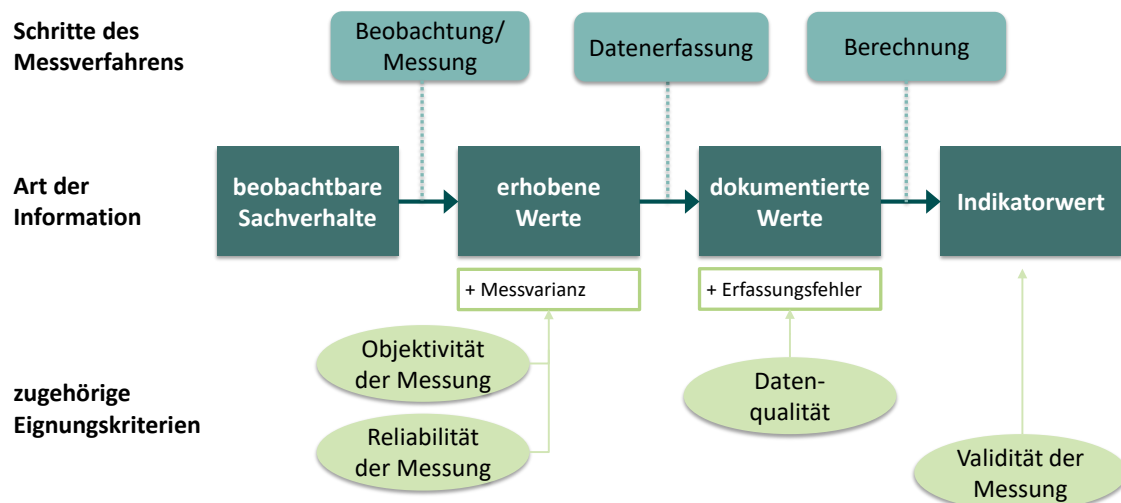 Schritte des
Messverfahrens
Beobachtung/
Messung
Datenerfassung
Berechnung
Art der
Information
beobachtbare
Sachverhalte
erhobene
Werte
dokumentierte
Werte
Indikatorwert
+ Messvarianz
+ Erfassungsfehler
zugehörige
Eignungskriterien
Objektivität
der Messung
Reliabilität
der Messung
Daten-
qualität
Validität der
Messung